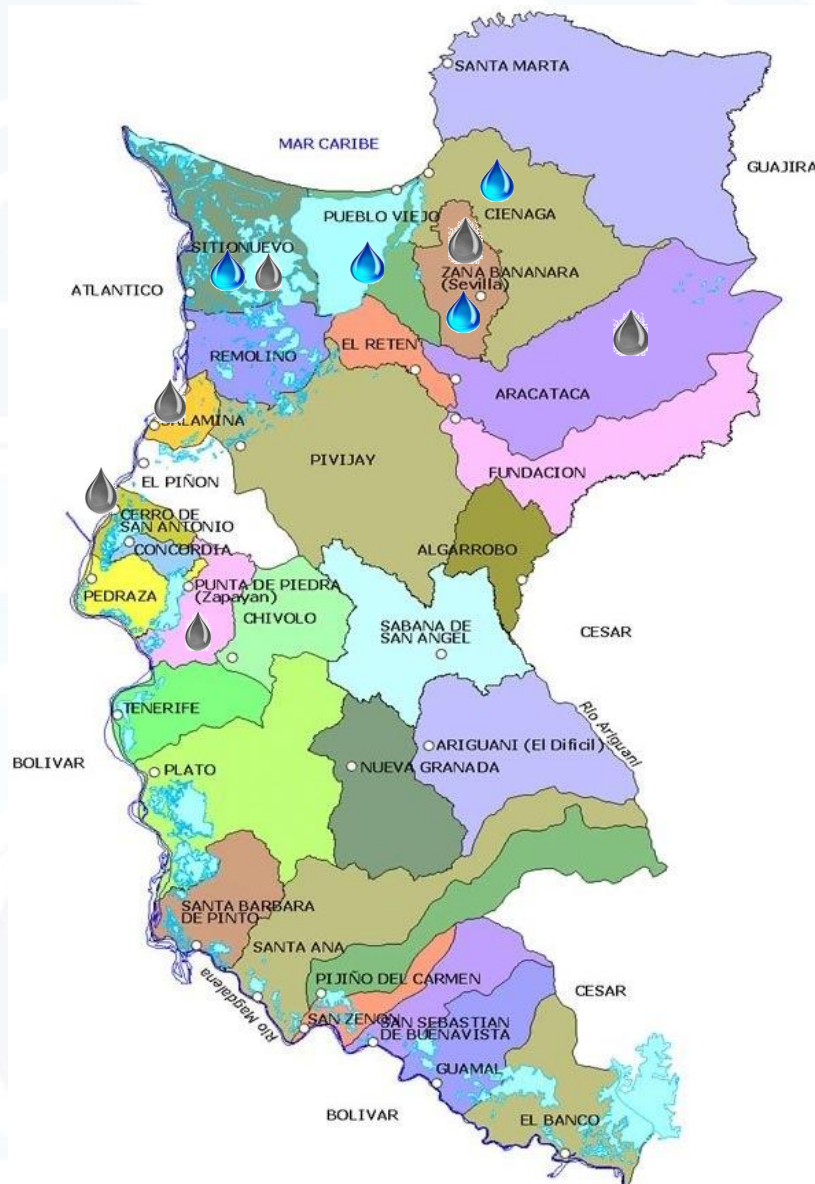 SANTA MARTA
MAR CARIBE
GUAJIRA
PUEBLO VIEJO
CIENAGA
SITIONUEVO
ZANA BANANARA
(Sevilla)
ATLANTICO
EL RETEN
REMOLINO
ARACATACA
SALAMINA
PIVIJAY
FUNDACION
EL PIÑON
CERRO DE
SAN ANTONIO
CONCORDIA
ALGARROBO
PUNTA DE PIEDRA
(Zapayan)
PEDRAZA
CHIVOLO
SABANA DE
SAN ANGEL
CESAR
TENERIFE
Río Ariguaní
ARIGUANI (El Dificil)
BOLIVAR
PLATO
NUEVA GRANADA
SANTA BARBARA
DE PINTO
SANTA ANA
PIJIÑO DEL CARMEN
CESAR
Río Magdalena
SAN ZENON
SAN SEBASTIAN
DE BUENAVISTA
GUAMAL
BOLIVAR
EL BANCO